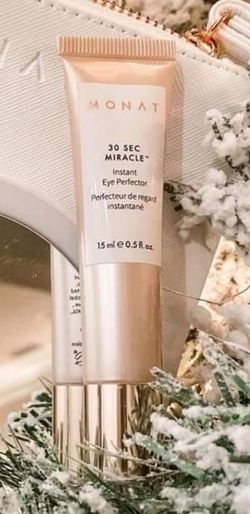 MONAT
30 SEC
MIRACLE™
Instant
Eye Perfector
Perfecteur de regard
instantané
15 ml e 0.5 fl. oz.